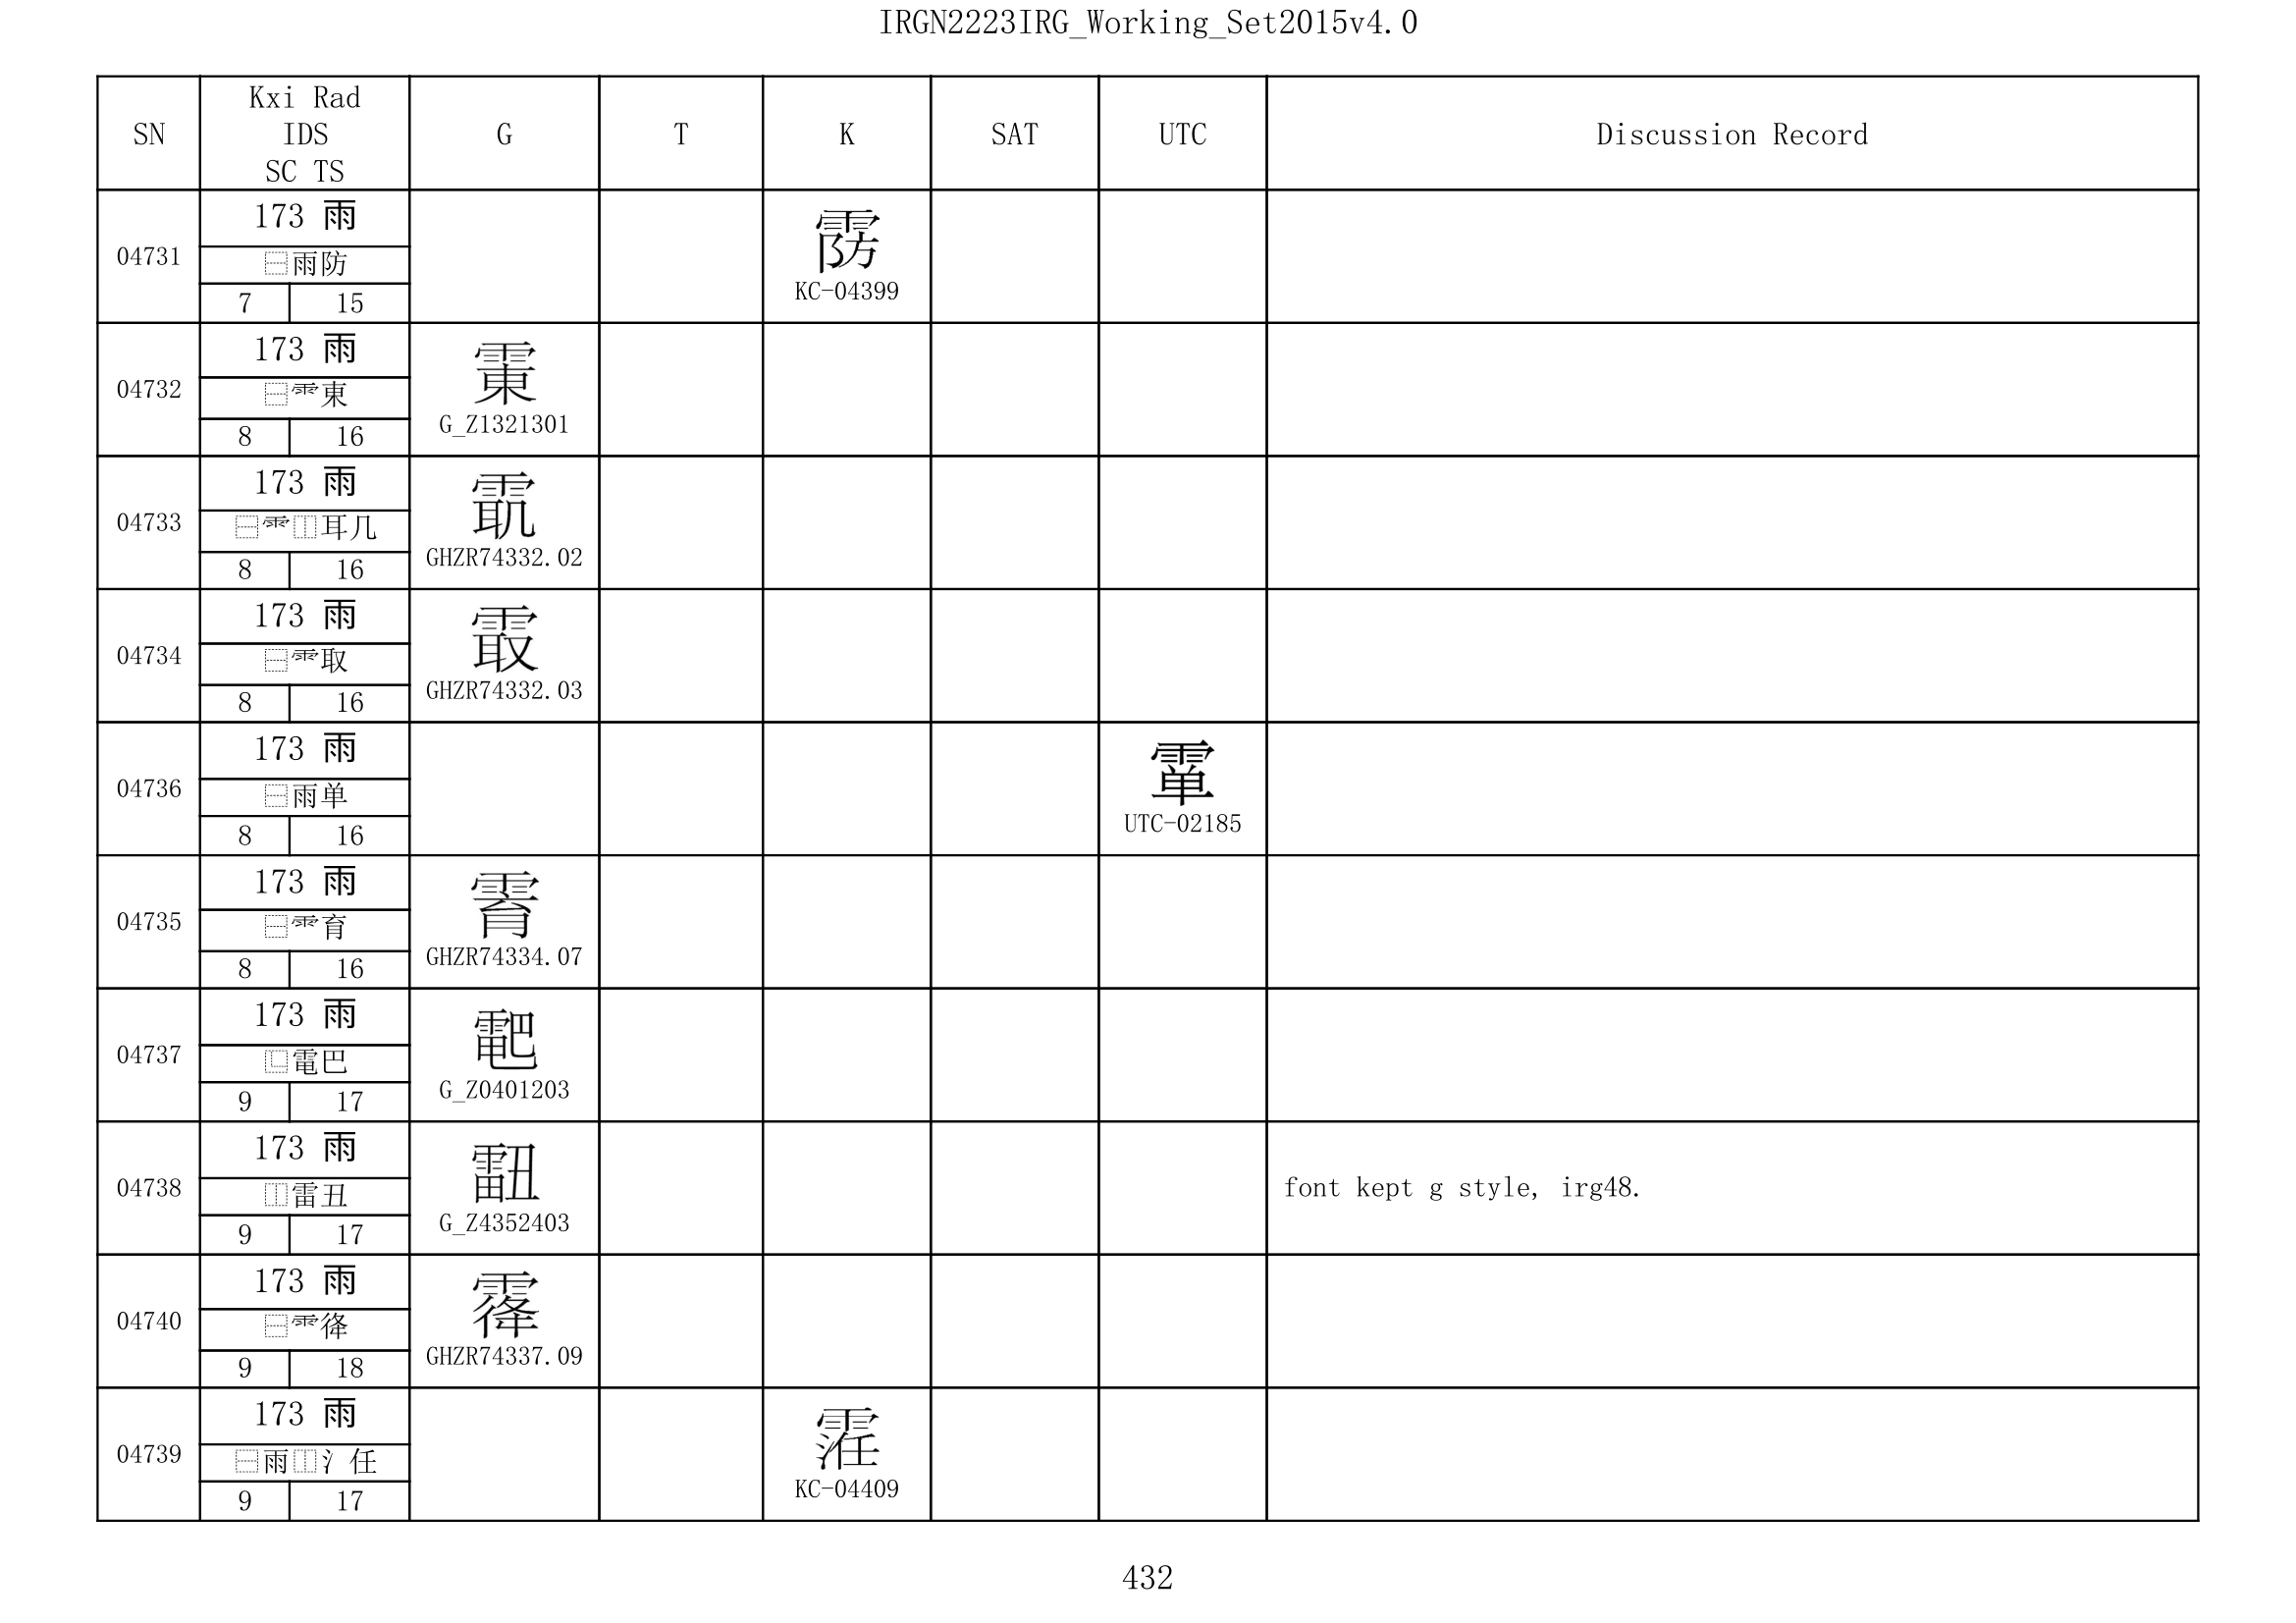 IRGN2223IRG_Working_Set2015v4.0
SN
Kxi Rad
IDS
SC TS
G
T
K
SAT
UTC
Discussion Record
04731
173 雨
⿱雨防
7 15
KC-04399
04732
173 雨
⿱⻗東
8 16
G_Z1321301
04733
173 雨
⿱⻗⿰耳几
8 16
GHZR74332.02
04734
173 雨
⿱⻗取
8 16
GHZR74332.03
04736
173 雨
⿱雨单
8 16
UTC-02185
04735
173 雨
⿱⻗育
8 16
GHZR74334.07
04737
173 雨
⿺電巴
9 17
G_Z0401203
04738
173 雨
⿰雷丑
9 17
G_Z4352403
font kept g style, irg48.
04740
173 雨
⿱⻗夅
9 18
GHZR74337.09
04739
173 雨
⿱雨⿰氵任
9 17
KC-04409
432